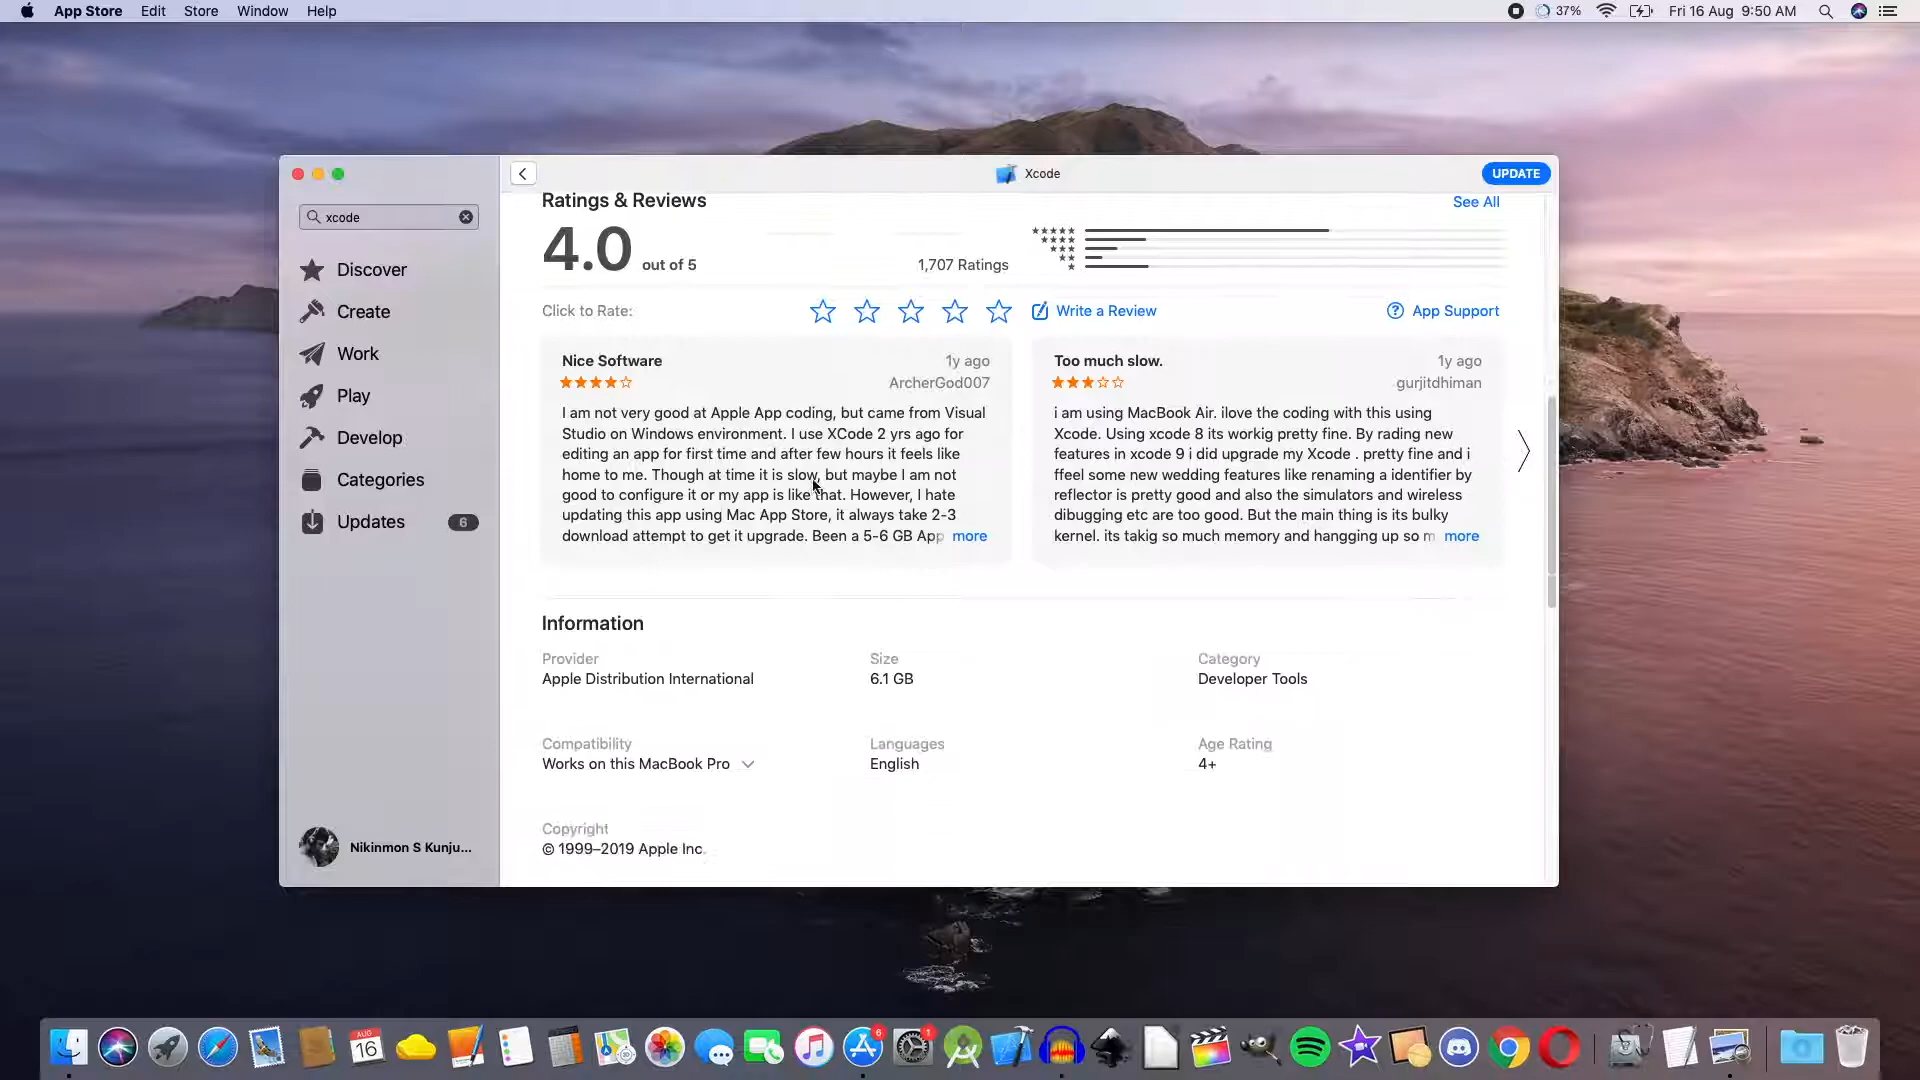 App Store Edit Store Window Help
37% Fri 16 Aug 9:50 AM
Xcode
UPDATE
xcode
Discover
Create
Work
Play
Develop
Categories
Updates 6
Nikinmon S Kunju...
Ratings & Reviews
See All
4.0 out of 5
1,707 Ratings
Click to Rate:
Write a Review
App Support
Nice Software 1y ago
ArcherGod007
I am not very good at Apple App coding, but came from Visual
Studio on Windows environment. I use XCode 2 yrs ago for
editing an app for first time and after few hours it feels like
home to me. Though at time it is slow, but maybe I am not
good to configure it or my app is like that. However, I hate
updating this app using Mac App Store, it always take 2-3
download attempt to get it upgrade. Been a 5-6 GB App more
Too much slow. 1y ago
gurjitdhiman
i am using MacBook Air. ilove the coding with this using
Xcode. Using xcode 8 its workig pretty fine. By rading new
features in xcode 9 i did upgrade my Xcode . pretty fine and i
ffeel some new wedding features like renaming a identifier by
reflector is pretty good and also the simulators and wireless
dibugging etc are too good. But the main thing is its bulky
kernel. its takig so much memory and hangging up so m more
Information
Provider
Apple Distribution International
Size
6.1 GB
Category
Developer Tools
Compatibility
Works on this MacBook Pro
Languages
English
Age Rating
4+
Copyright
© 1999–2019 Apple Inc.
AUG
16
6
1